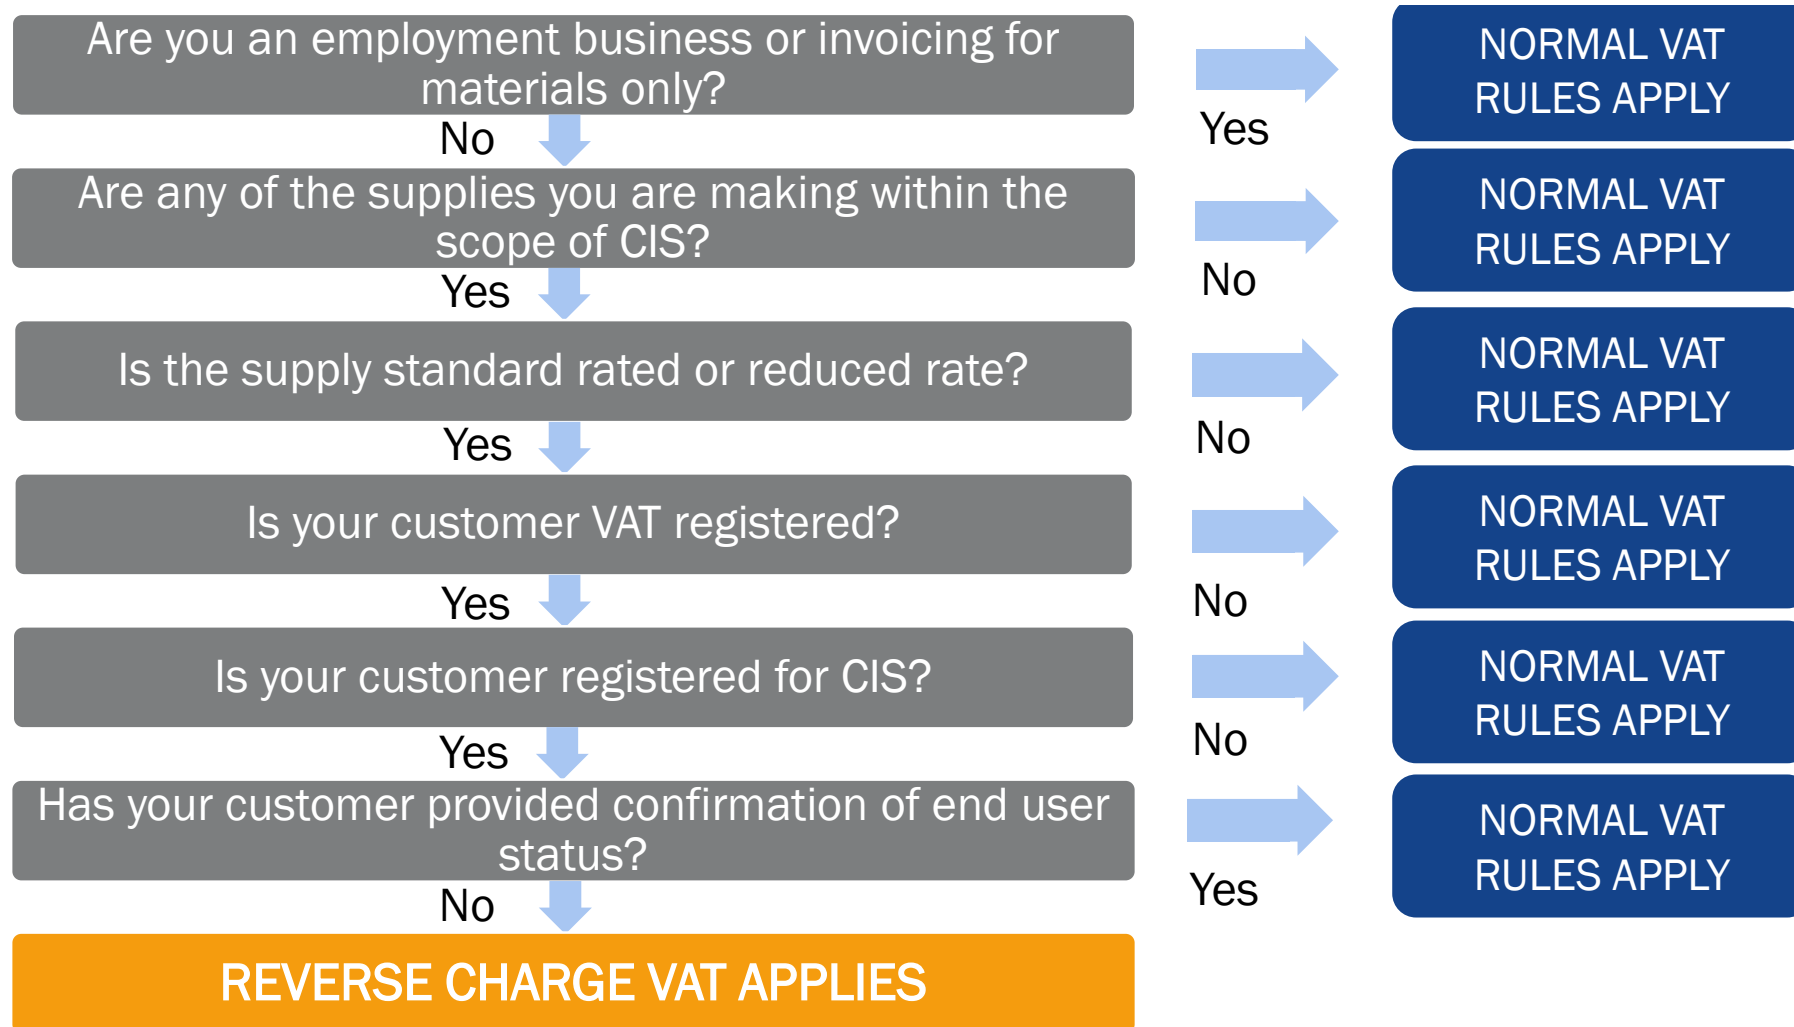 Are you an employment business or invoicing for
materials only?
NORMAL VAT
RULES APPLY
Yes
No
Are any of the supplies you are making within the
scope of CIS?
NORMAL VAT
RULES APPLY
No
Yes
Is the supply standard rated or reduced rate?
NORMAL VAT
RULES APPLY
No
Yes
Is your customer VAT registered?
NORMAL VAT
RULES APPLY
No
Yes
Is your customer registered for CIS?
NORMAL VAT
RULES APPLY
No
Yes
Has your customer provided confirmation of end user
status?
NORMAL VAT
RULES APPLY
Yes
No
REVERSE CHARGE VAT APPLIES